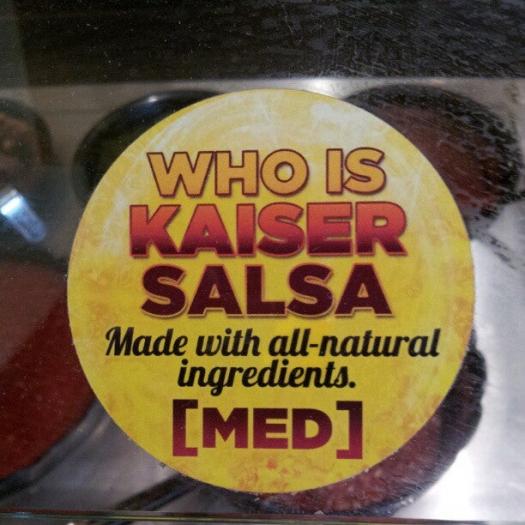 WHO IS
KAISER
SALSA
Made with all-natural
ingredients.
[MED]